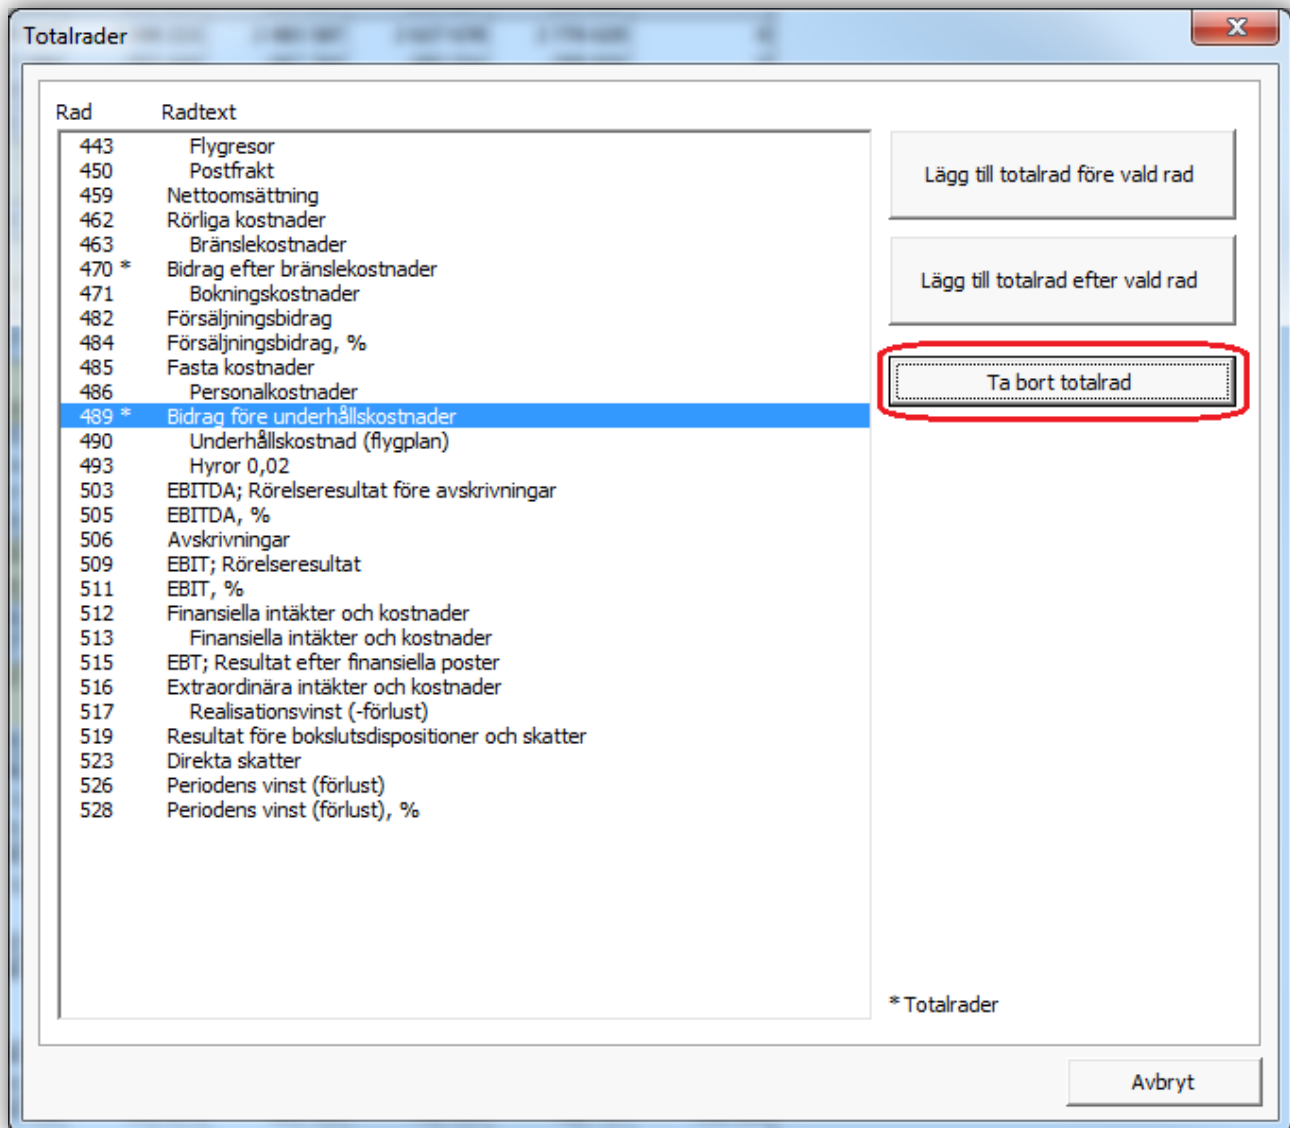 Totalrader
Rad Radtext
443 Flygresor
450 Postfrakt
459 Nettoomsättning
462 Rörliga kostnader
463 Bränslekostnader
470 * Bidrag efter bränslekostnader
471 Bokningskostnader
482 Försäljningsbidrag
484 Försäljningsbidrag, %
485 Fasta kostnader
486 Personalkostnader
489 * Bidrag före underhållskostnader
490 Underhållskostnad (flygplan)
493 Hyror 0,02
503 EBITDA; Rörelseresultat före avskrivningar
505 EBITDA, %
506 Avskrivningar
509 EBIT; Rörelseresultat
511 EBIT, %
512 Finansiella intäkter och kostnader
513 Finansiella intäkter och kostnader
515 EBT; Resultat efter finansiella poster
516 Extraordinära intäkter och kostnader
517 Realisationsvinst (-förlust)
519 Resultat före bokslutsdispositioner och skatter
523 Direkta skatter
526 Periodens vinst (förlust)
528 Periodens vinst (förlust), %
Lägg till totalrad före vald rad
Lägg till totalrad efter vald rad
Ta bort totalrad
* Totalrader
Avbryt